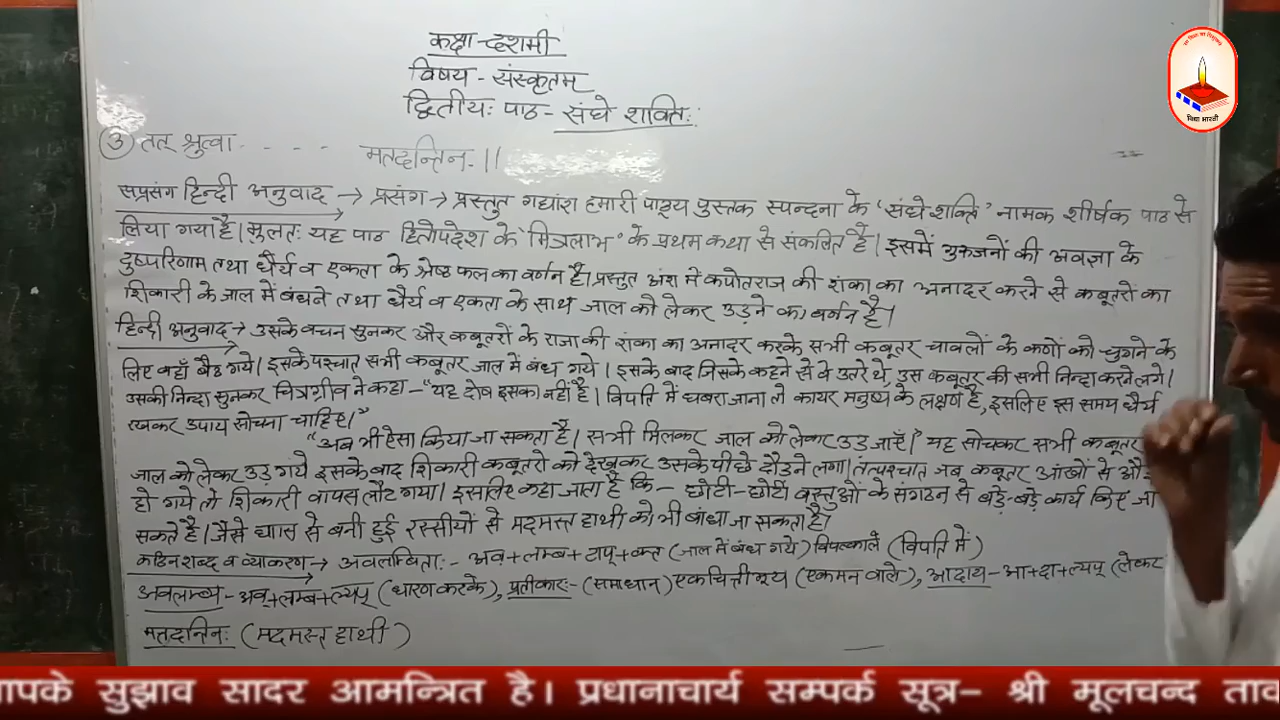 कक्षा-दशमी
विषय - संस्कृतम
द्वितीयः पाठ - संघे शक्तिः
③ तत् श्रुत्वा - - - - मतदन्तिन.।।
सप्रसंग हिन्दी अनुवाद → प्रसंग → प्रस्तुत गद्यांश हमारी पाठ्य पुस्तक स्पन्दना के 'संघे शक्ति' नामक शीर्षक पाठ से
लिया गया है। मूलतः यह पाठ हितोपदेश के 'मित्रलाभ' के प्रथम कथा से संकलित है। इसमें गुरुजनों की अवज्ञा के
दुष्परिणाम तथा धैर्य व एकता के श्रेष्ठ फल का वर्णन है। प्रस्तुत अंश में कपोतराज की शंका का अनादर करने से कबूतरों का
शिकारी के जाल में बंधने तथा धैर्य व एकता के साथ जाल को लेकर उड़ने का वर्णन है।
हिन्दी अनुवाद → उसके वचन सुनकर और कबूतरों के राजा की शंका का अनादर करके सभी कबूतर चावलों के कणों को चुगने के
लिए वहाँ बैठ गये। इसके पश्चात सभी कबूतर जाल में बंध गये। इसके बाद जिसके कहने से वे उतरे थे, उस कबूतर की सभी निन्दा करने लगे।
उसकी निन्दा सुनकर चित्रग्रीव ने कहा - "यह दोष इसका नहीं है। विपति में घबरा जाना तो कायर मनुष्य के लक्षण है, इसलिए इस समय धैर्य
रखकर उपाय सोचना चाहिए।"
"अब भी ऐसा किया जा सकता है। सभी मिलकर जाल को लेकर उड़ जाएँ।" यह सोचकर सभी कबूतर
जाल को लेकर उड़ गये इसके बाद शिकारी कबूतरों को देखकर उसके पीछे दौड़ने लगा। तत्पश्चात जब कबूतर आंखों से
हो गये तो शिकारी वापस लौट गया। इसलिए कहा जाता है कि - छोटी-छोटी वस्तुओं के संगठन से बड़े-बड़े कार्य किए जा
सकते है। जैसे घास से बनी हुई रस्सीयों से मदमस्त हाथी को भी बांधा जा सकता है।
कठिन शब्द व व्याकरण → अवलम्बिताः - अव+लम्ब+टाप्+क्त (जाल में बंध गये) विपत्काले (विपति में)
अवलम्ब्य - अव्+लम्ब+ल्यप् (धारण करके), प्रतीकारः - (समाधान) एकचित्तीभूय (एकमन वाले), आदाय - आ+दा+ल्यप् (लेकर
मतदन्तिनः (मदमस्त हाथी)
विद्या भारती
आपके सुझाव सादर आमन्त्रित है। प्रधानाचार्य सम्पर्क सूत्र– श्री मूलचन्द